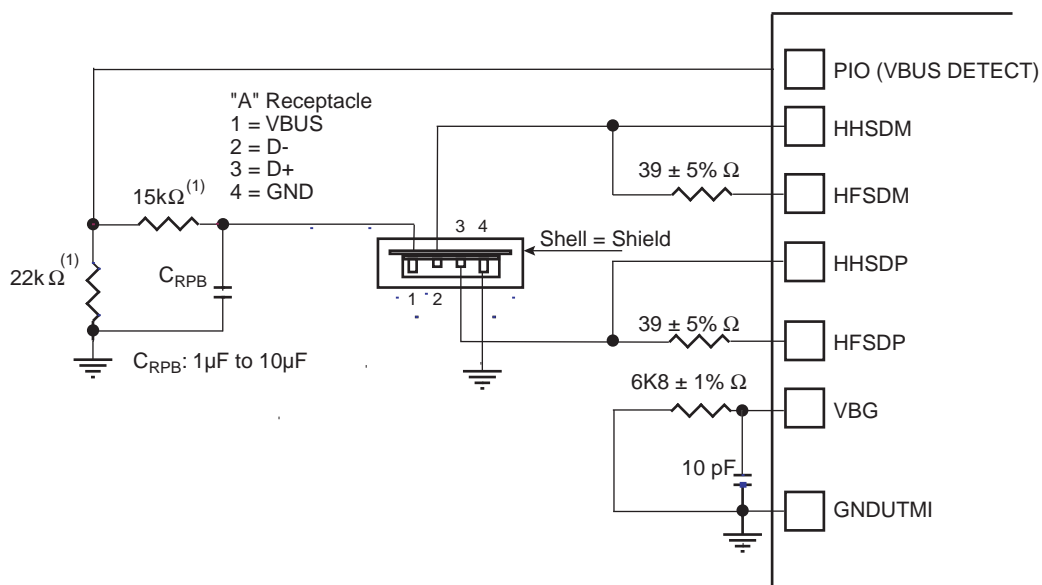 PIO (VBUS DETECT)
"A" Receptacle
1 = VBUS
2 = D-
3 = D+
4 = GND
HHSDM
39 ± 5% Ω
HFSDM
15kΩ(1)
3 4
Shell = Shield
HHSDP
22k Ω(1)
CRPB
1 2
39 ± 5% Ω
HFSDP
CRPB: 1µF to 10µF
6K8 ± 1% Ω
VBG
10 pF
GNDUTMI